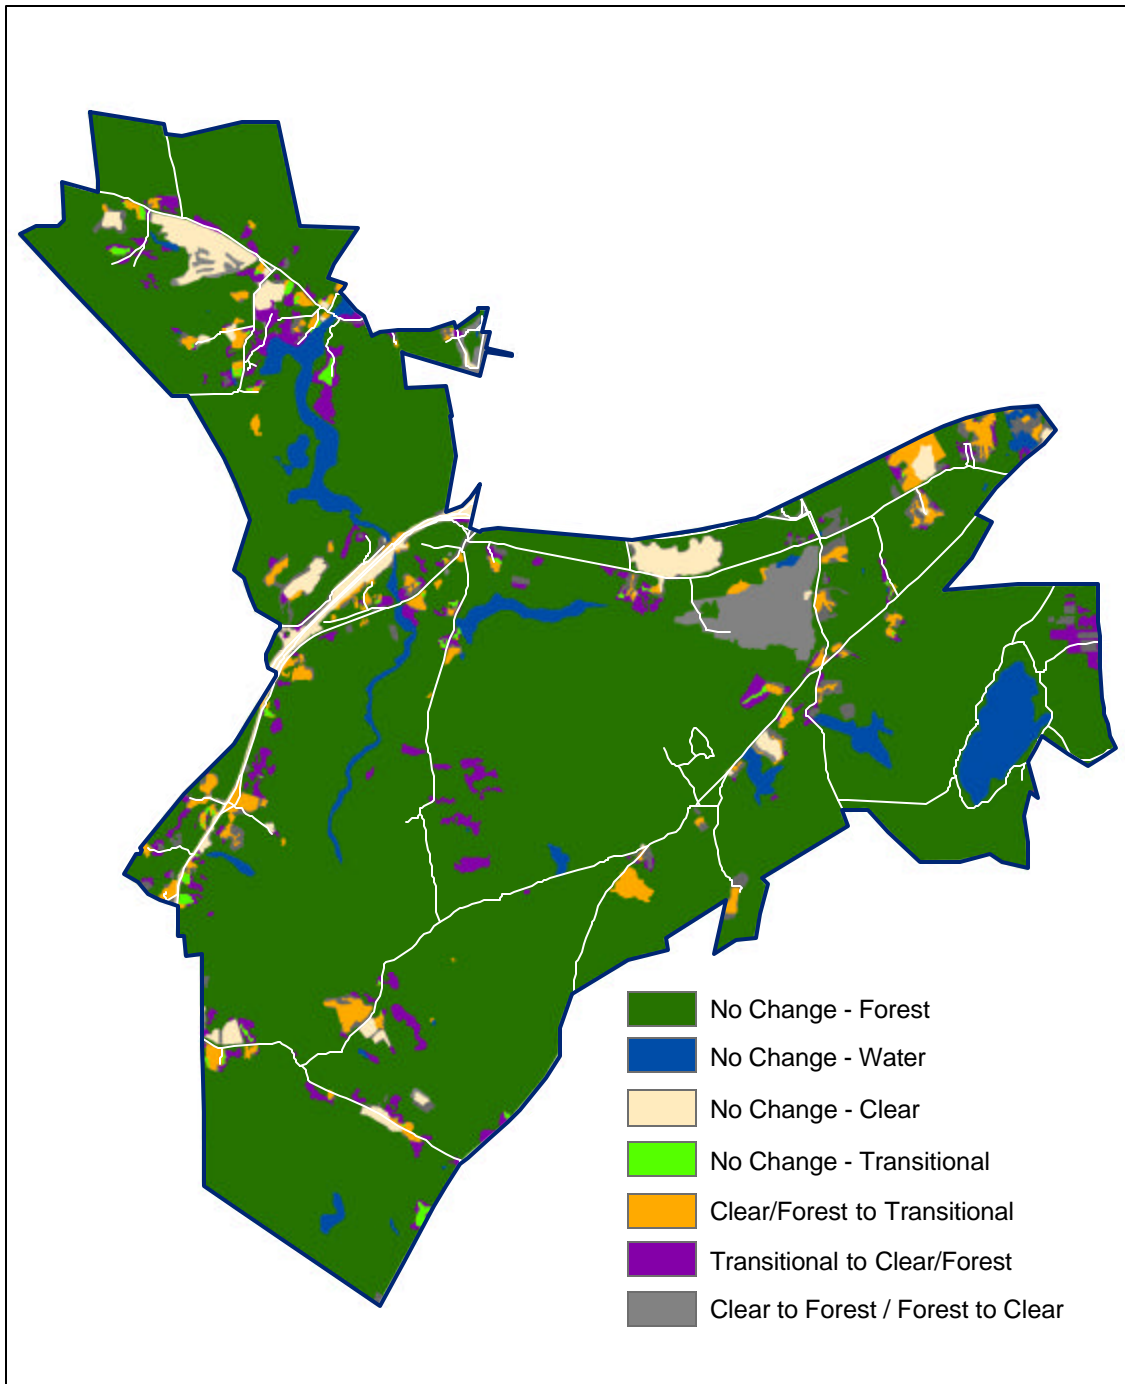 No Change - Forest
No Change - Water
No Change - Clear
No Change - Transitional
Clear/Forest to Transitional
Transitional to Clear/Forest
Clear to Forest / Forest to Clear